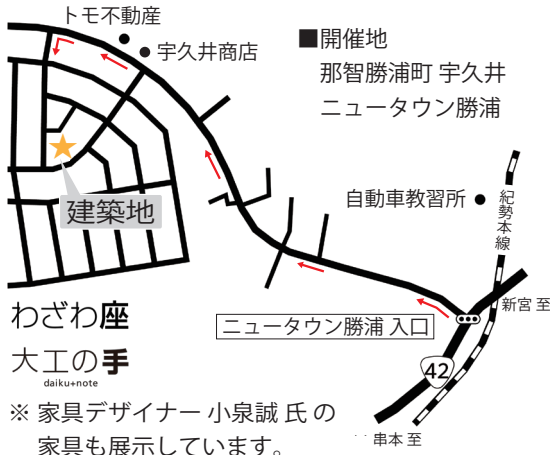 トモ不動産
宇久井商店
■開催地
那智勝浦町 宇久井
ニュータウン勝浦
自動車教習所
紀勢本線
建築地
新宮 至
ニュータウン勝浦 入口
42
串本 至
わざわ座
大工の手
daiku+note
※ 家具デザイナー 小泉誠 氏 の
家具も展示しています。